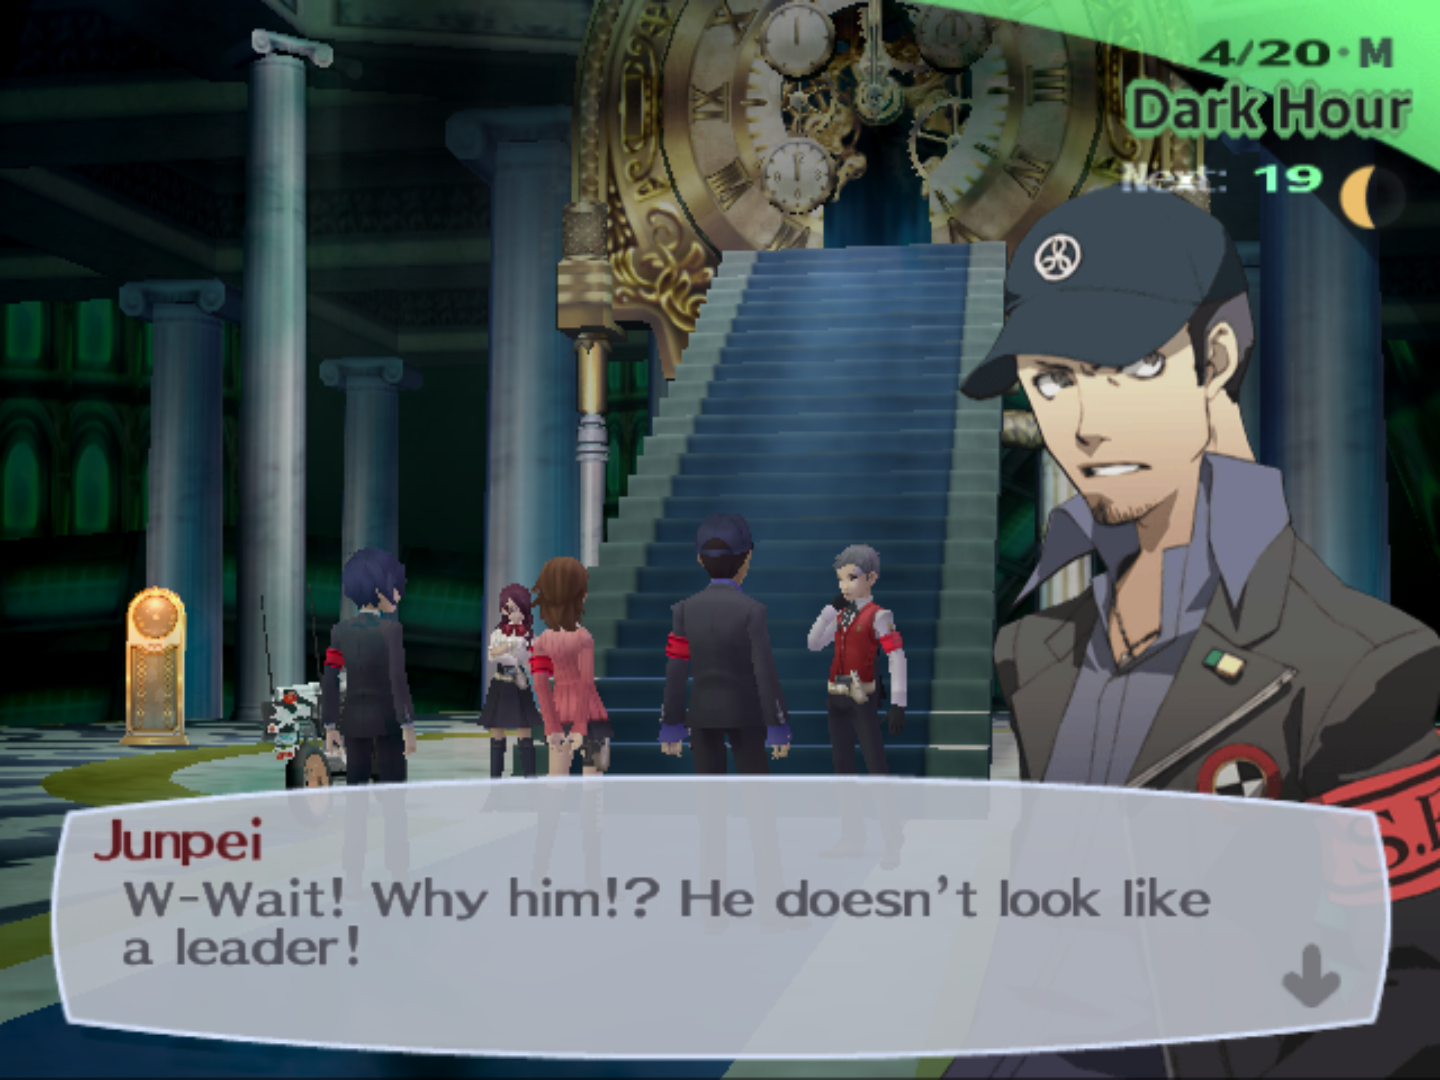 4/20·M
Dark Hour
Next: 19
Junpei
W-Wait! Why him!? He doesn't look like
a leader!